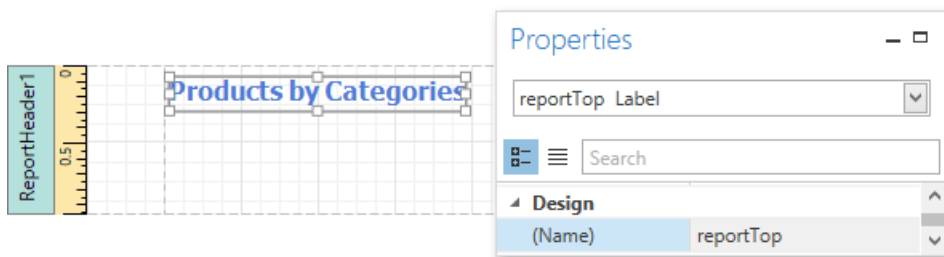 ReportHeader1
0
0.5
Products by Categories
Properties
reportTop Label
Search
Design
(Name) reportTop